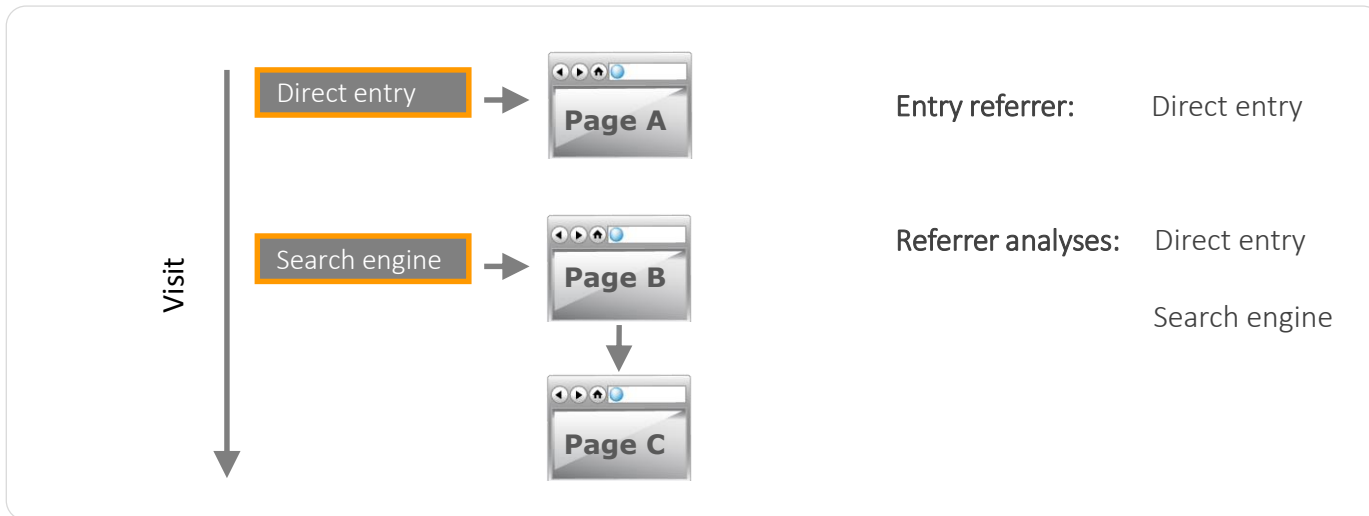 Direct entry
Page A
Entry referrer: Direct entry
Visit
Search engine
Page B
Referrer analyses: Direct entry
Search engine
Page C